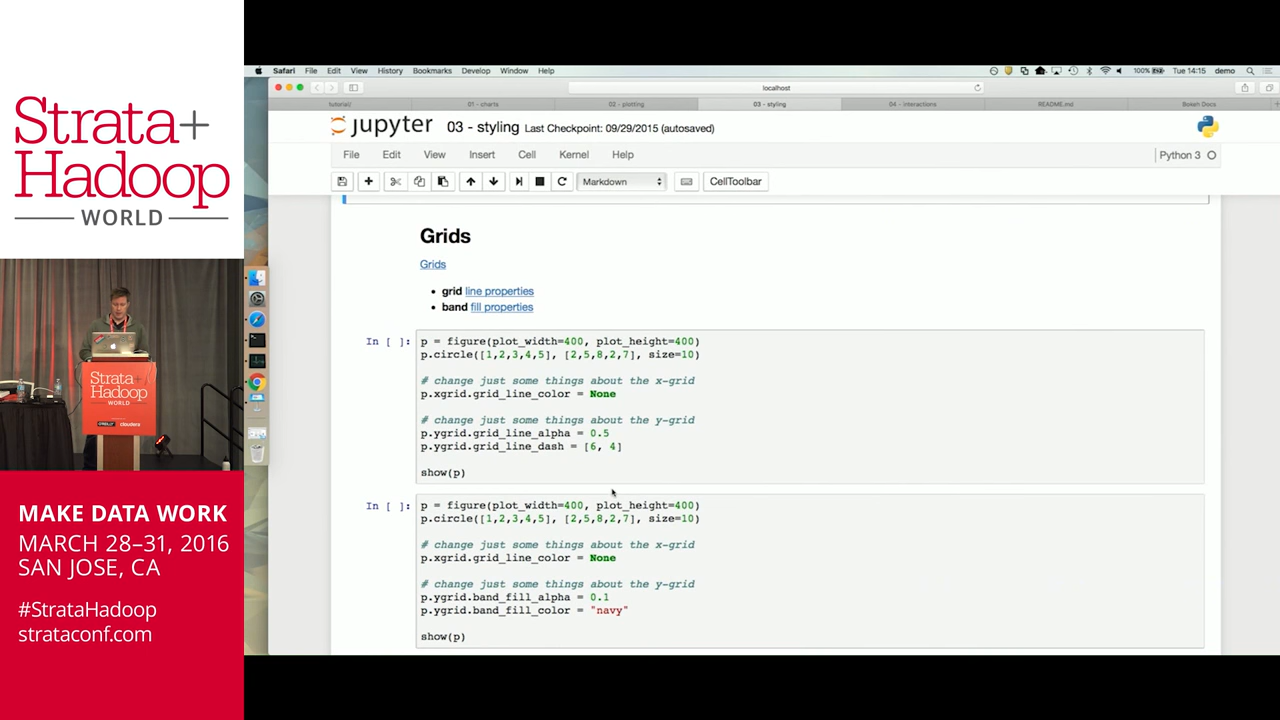 Strata+
Hadoop
WORLD
Strata+
Hadoop
WORLD
O'REILLY cloudera
MAKE DATA WORK
MARCH 28–31, 2016
SAN JOSE, CA
#StrataHadoop
strataconf.com
Safari File Edit View History Bookmarks Develop Window Help
100% Tue 14:15 demo
localhost
tutorial/ 01 - charts 02 - plotting 03 - styling 04 - interactions README.md Bokeh Docs
jupyter 03 - styling Last Checkpoint: 09/29/2015 (autosaved)
File Edit View Insert Cell Kernel Help
Python 3
Markdown CellToolbar
Grids
Grids
• grid line properties
• band fill properties
In [ ]: p = figure(plot_width=400, plot_height=400)
p.circle([1,2,3,4,5], [2,5,8,2,7], size=10)
# change just some things about the x-grid
p.xgrid.grid_line_color = None
# change just some things about the y-grid
p.ygrid.grid_line_alpha = 0.5
p.ygrid.grid_line_dash = [6, 4]
show(p)
In [ ]: p = figure(plot_width=400, plot_height=400)
p.circle([1,2,3,4,5], [2,5,8,2,7], size=10)
# change just some things about the x-grid
p.xgrid.grid_line_color = None
# change just some things about the y-grid
p.ygrid.band_fill_alpha = 0.1
p.ygrid.band_fill_color = "navy"
show(p)